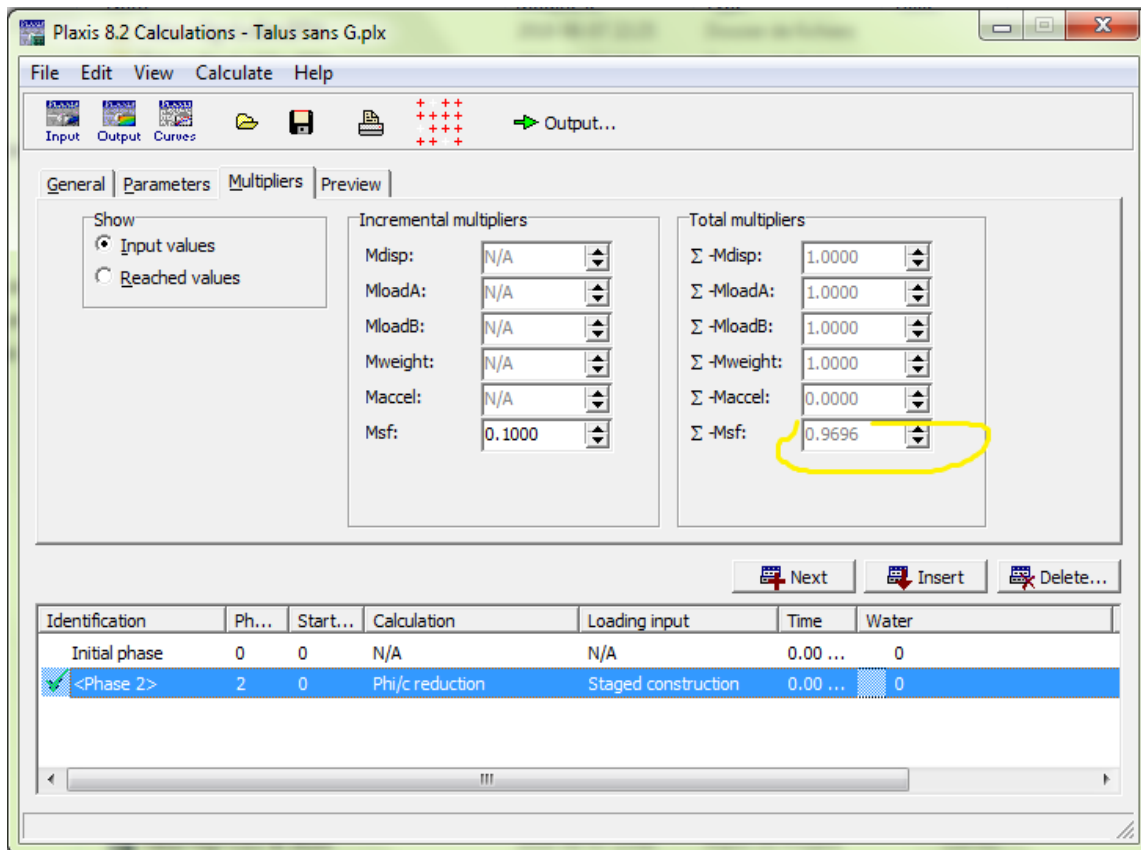 Plaxis 8.2 Calculations - Talus sans G.plx
File Edit View Calculate Help
PLAXIS PLAXIS PLAXIS
Input Output Curves Output...
General Parameters Multipliers Preview
Show
Input values
Reached values
Incremental multipliers
Mdisp: N/A
MloadA: N/A
MloadB: N/A
Mweight: N/A
Maccel: N/A
Msf: 0.1000
Total multipliers
Σ -Mdisp: 1.0000
Σ -MloadA: 1.0000
Σ -MloadB: 1.0000
Σ -Mweight: 1.0000
Σ -Maccel: 0.0000
Σ -Msf: 0.9696
Next Insert Delete...
Identification Ph... Start... Calculation Loading input Time Water
Initial phase 0 0 N/A N/A 0.00 ... 0
<Phase 2> 2 0 Phi/c reduction Staged construction 0.00 ... 0